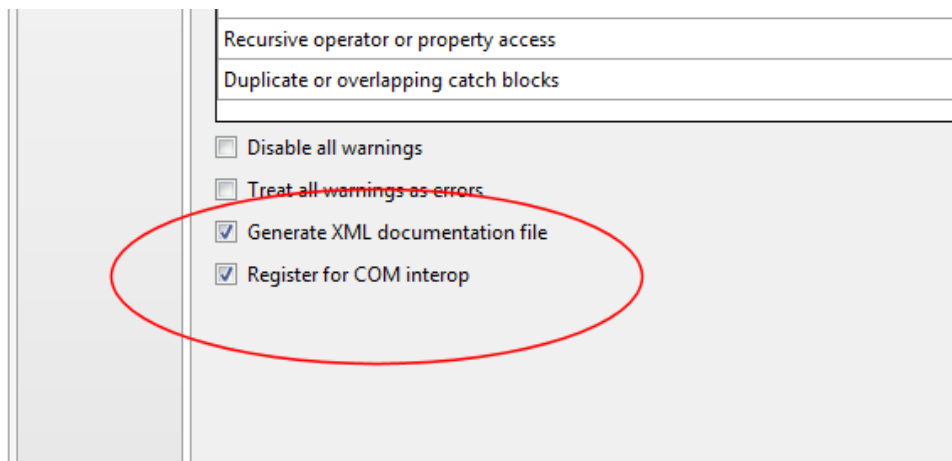 Recursive operator or property access
Duplicate or overlapping catch blocks
Disable all warnings
Treat all warnings as errors
Generate XML documentation file
Register for COM interop